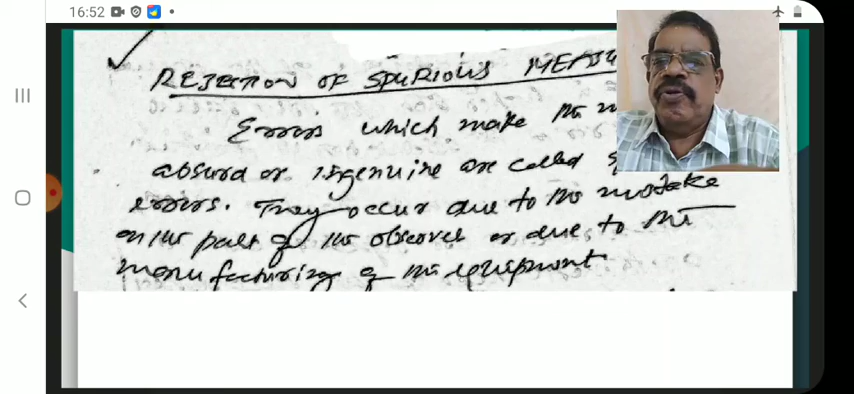 16:52
REJECTION OF SPURIOUS
Errors which make the
absurd or ingenuine are called
errors. They occur due to the mistake
on the part of the observer or due to the
manufacturing of the equipment